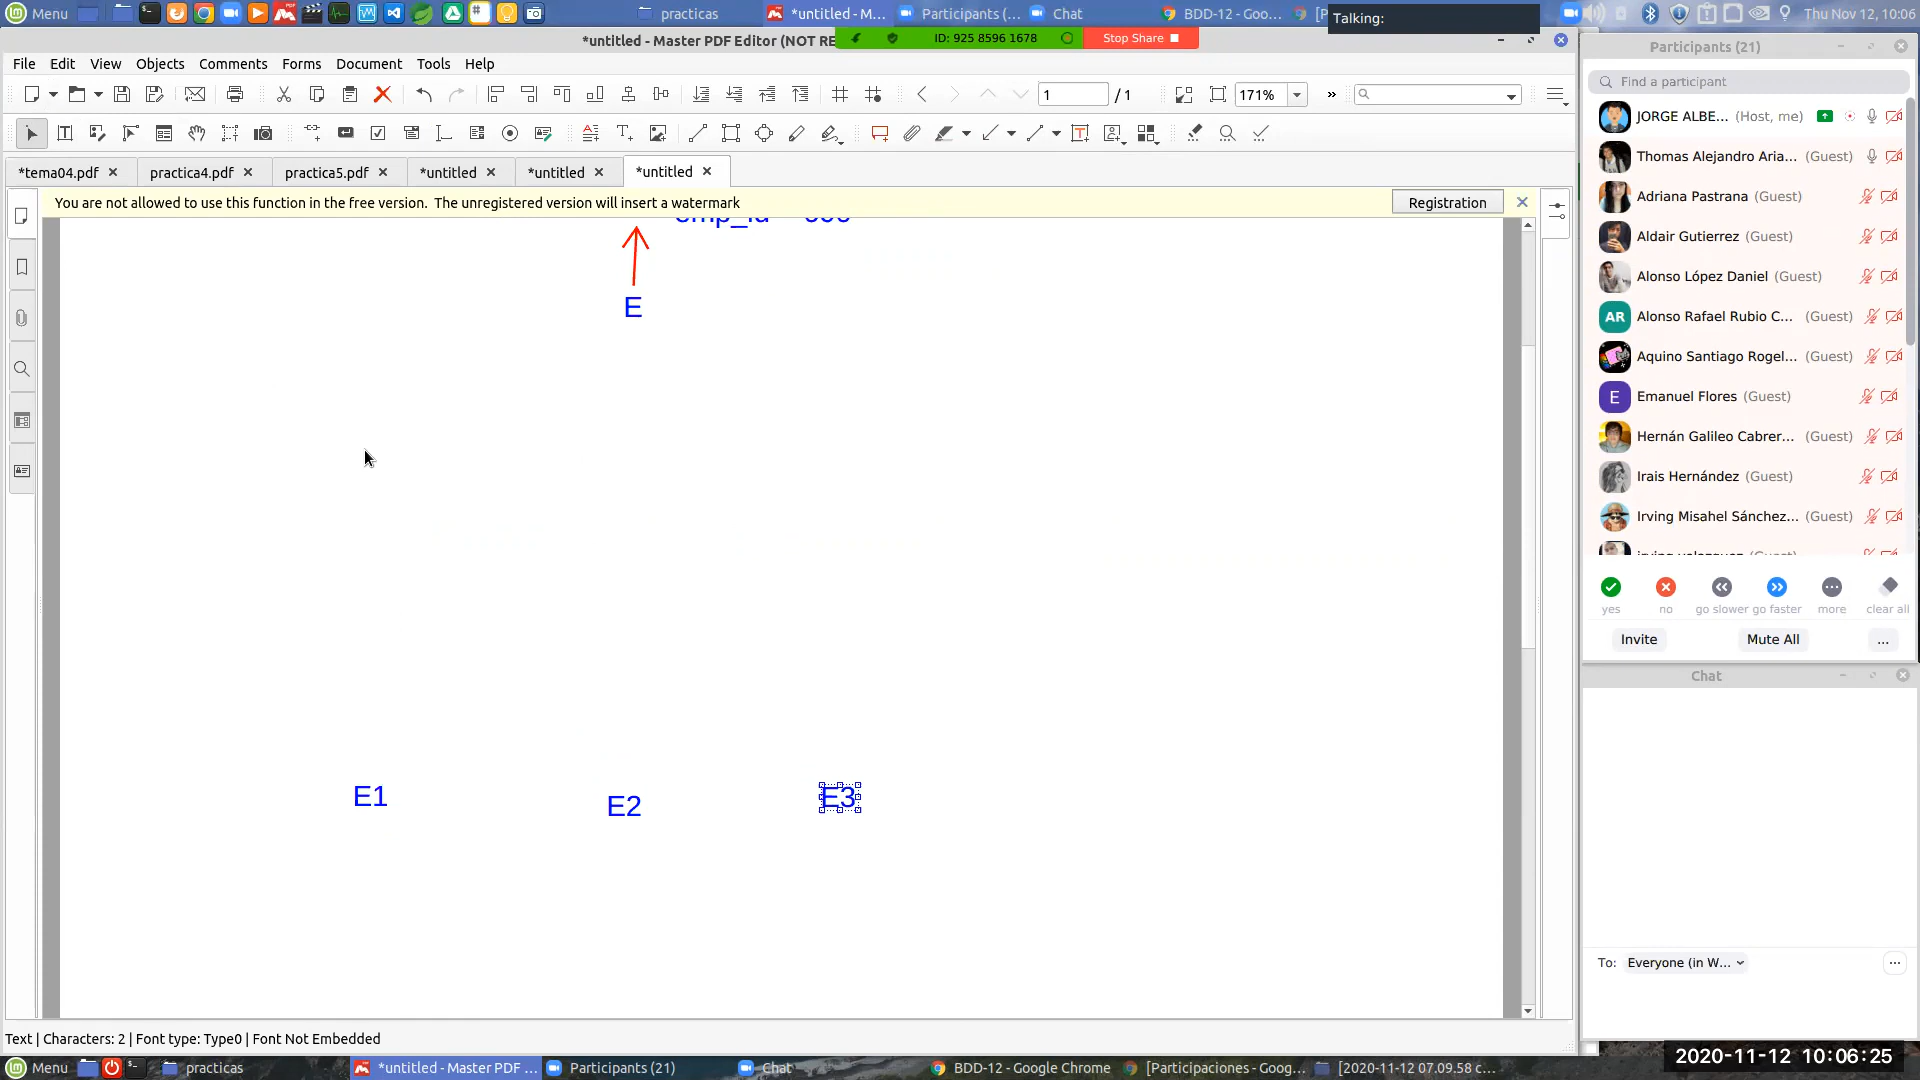 Menu
practicas
*untitled - M...
Participants (...
Chat
BDD-12 - Goo...
Talking:
Thu Nov 12, 10:06
*untitled - Master PDF Editor (NOT RE
ID: 925 8596 1678
Stop Share
File Edit View Objects Comments Forms Document Tools Help
1 / 1
171%
*tema04.pdf
practica4.pdf
practica5.pdf
*untitled
*untitled
*untitled
You are not allowed to use this function in the free version. The unregistered version will insert a watermark
Registration
E
E1
E2
E3
Text | Characters: 2 | Font type: Type0 | Font Not Embedded
Participants (21)
Find a participant
JORGE ALBE... (Host, me)
Thomas Alejandro Aria... (Guest)
Adriana Pastrana (Guest)
Aldair Gutierrez (Guest)
Alonso López Daniel (Guest)
AR
Alonso Rafael Rubio C... (Guest)
Aquino Santiago Rogel... (Guest)
E
Emanuel Flores (Guest)
Hernán Galileo Cabrer... (Guest)
Irais Hernández (Guest)
Irving Misahel Sánchez... (Guest)
yes no go slower go faster more clear all
Invite
Mute All
...
Chat
To: Everyone (in W...
Menu
practicas
*untitled - Master PDF ...
Participants (21)
Chat
BDD-12 - Google Chrome
[Participaciones - Goog...
[2020-11-12 07.09.58 c...
2020-11-12 10:06:25